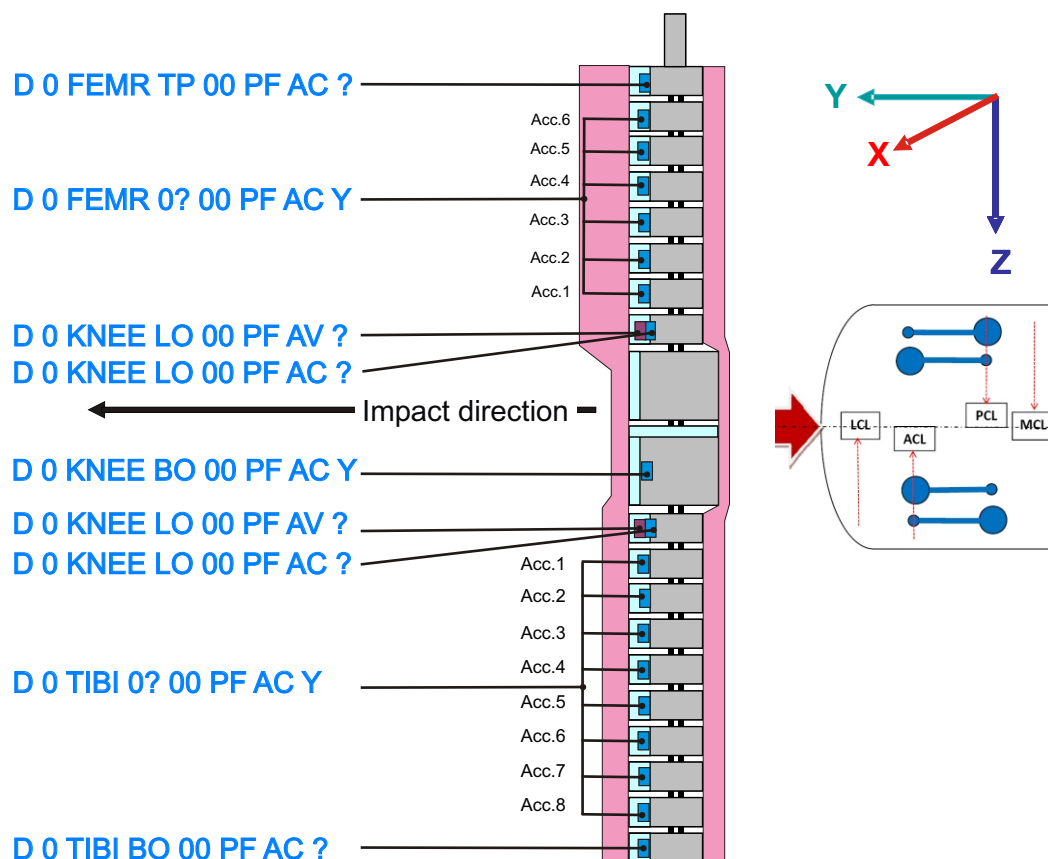 D 0 FEMR TP 00 PF AC ?
Acc.6
Acc.5
Acc.4
D 0 FEMR 0? 00 PF AC Y
Acc.3
Acc.2
Acc.1
D 0 KNEE LO 00 PF AV ?
D 0 KNEE LO 00 PF AC ?
Impact direction
D 0 KNEE BO 00 PF AC Y
D 0 KNEE LO 00 PF AV ?
D 0 KNEE LO 00 PF AC ?
Acc.1
Acc.2
Acc.3
Acc.4
D 0 TIBI 0? 00 PF AC Y
Acc.5
Acc.6
Acc.7
Acc.8
D 0 TIBI BO 00 PF AC ?
Y
X
Z
LCL
ACL
PCL
MCL